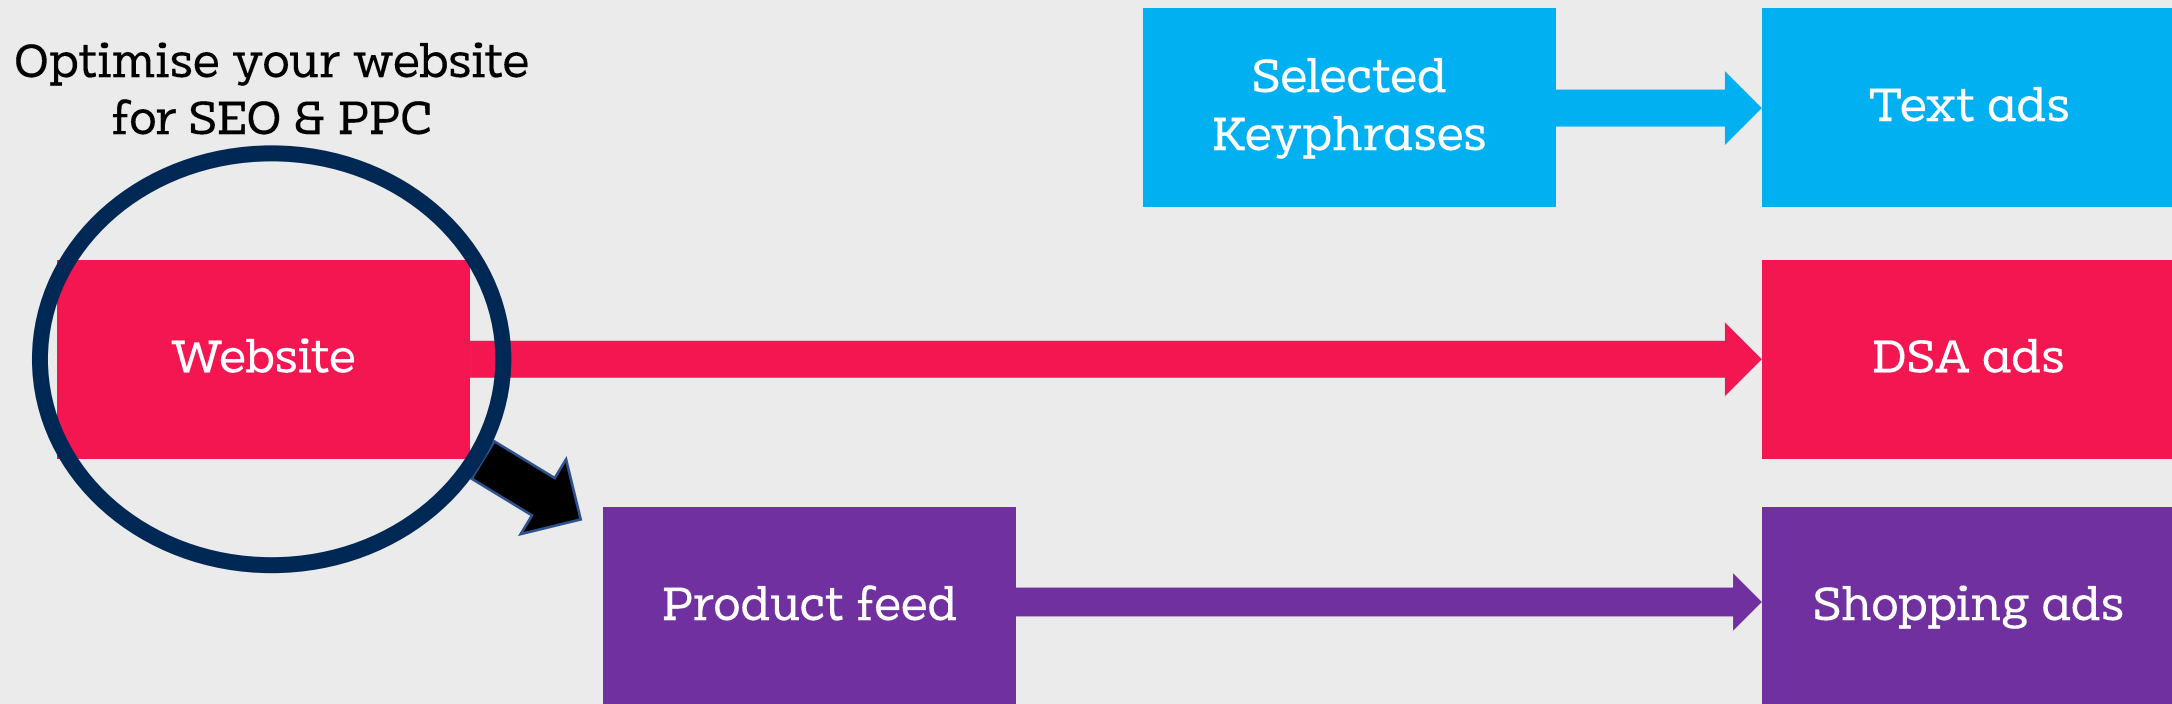 Optimise your website
for SEO & PPC
Selected
Keyphrases
Text ads
Website
DSA ads
Product feed
Shopping ads